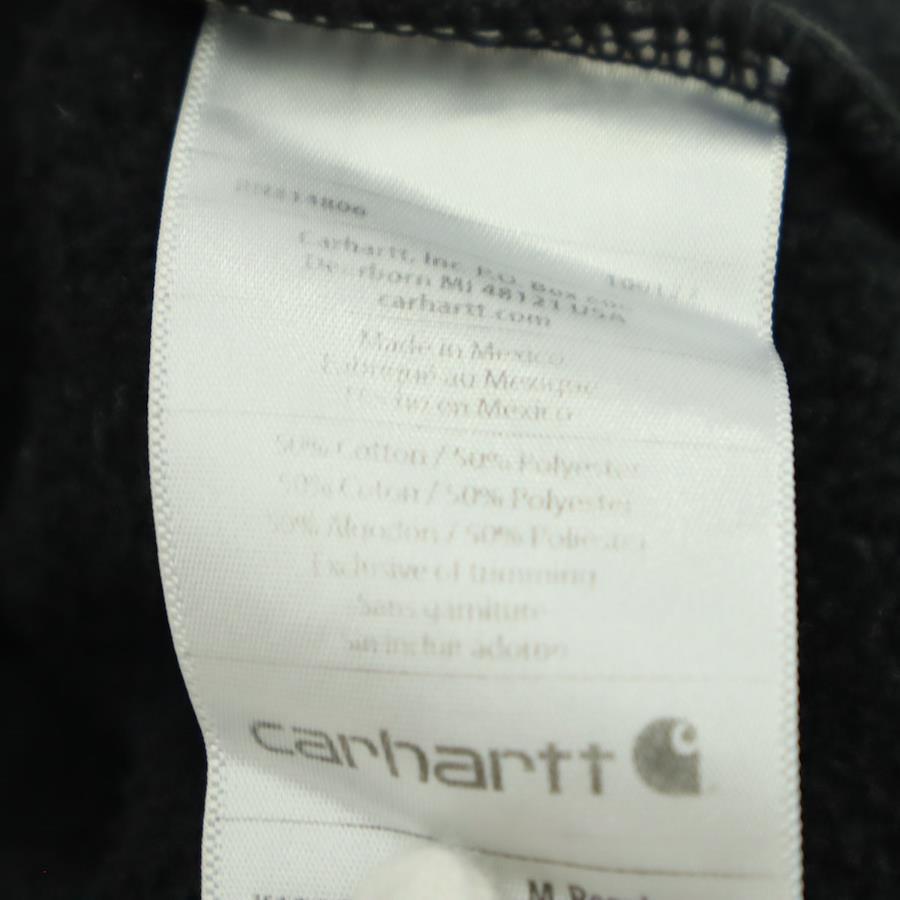 Carhartt, Inc. P.O. Box
Dearborn MI 48121 USA
carhartt.com
Made in Mexico
Fabriqué au Mexique
en Mexico
50% Cotton / 50% Polyester
50% Coton / 50% Polyester
50% Algodon / 50% Poliester
Exclusive of trimming
Sans garniture
Sin incluir adorno
carhartt
M